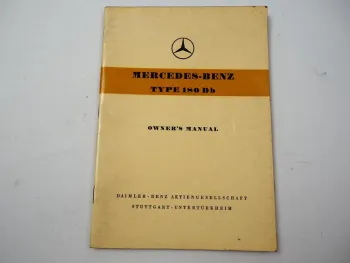 MERCEDES-BENZ
TYPE 180 Db
OWNER'S MANUAL
DAIMLER-BENZ AKTIENGESELLSCHAFT
STUTTGART-UNTERTÜRKHEIM